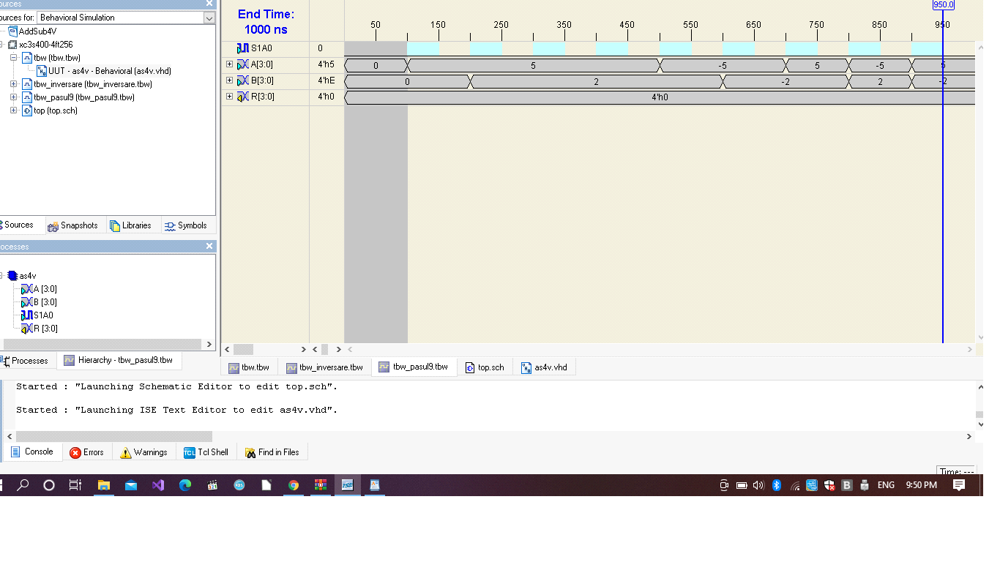 ources
ources for: Behavioral Simulation
AddSub4V
xc3s400-4ft256
tbw (tbw.tbw)
UUT - as4v - Behavioral (as4v.vhd)
tbw_inversare (tbw_inversare.tbw)
tbw_pasul9 (tbw_pasul9.tbw)
top (top.sch)
Sources Snapshots Libraries Symbols
ocesses
as4v
A [3:0]
B [3:0]
S1A0
R [3:0]
Processes Hierarchy - tbw_pasul9.tbw
End Time:
1000 ns
950.0
50 150 250 350 450 550 650 750 850 950
S1A0 0
A[3:0] 4'h5 0 5 -5 5 -5 5
B[3:0] 4'hE 0 2 -2 2 -2
R[3:0] 4'h0 4'h0
tbw.tbw tbw_inversare.tbw tbw_pasul9.tbw top.sch as4v.vhd
Started : "Launching Schematic Editor to edit top.sch".
Started : "Launching ISE Text Editor to edit as4v.vhd".
Console Errors Warnings TCL Tcl Shell Find in Files
Time: ---
ISE ENG 9:50 PM